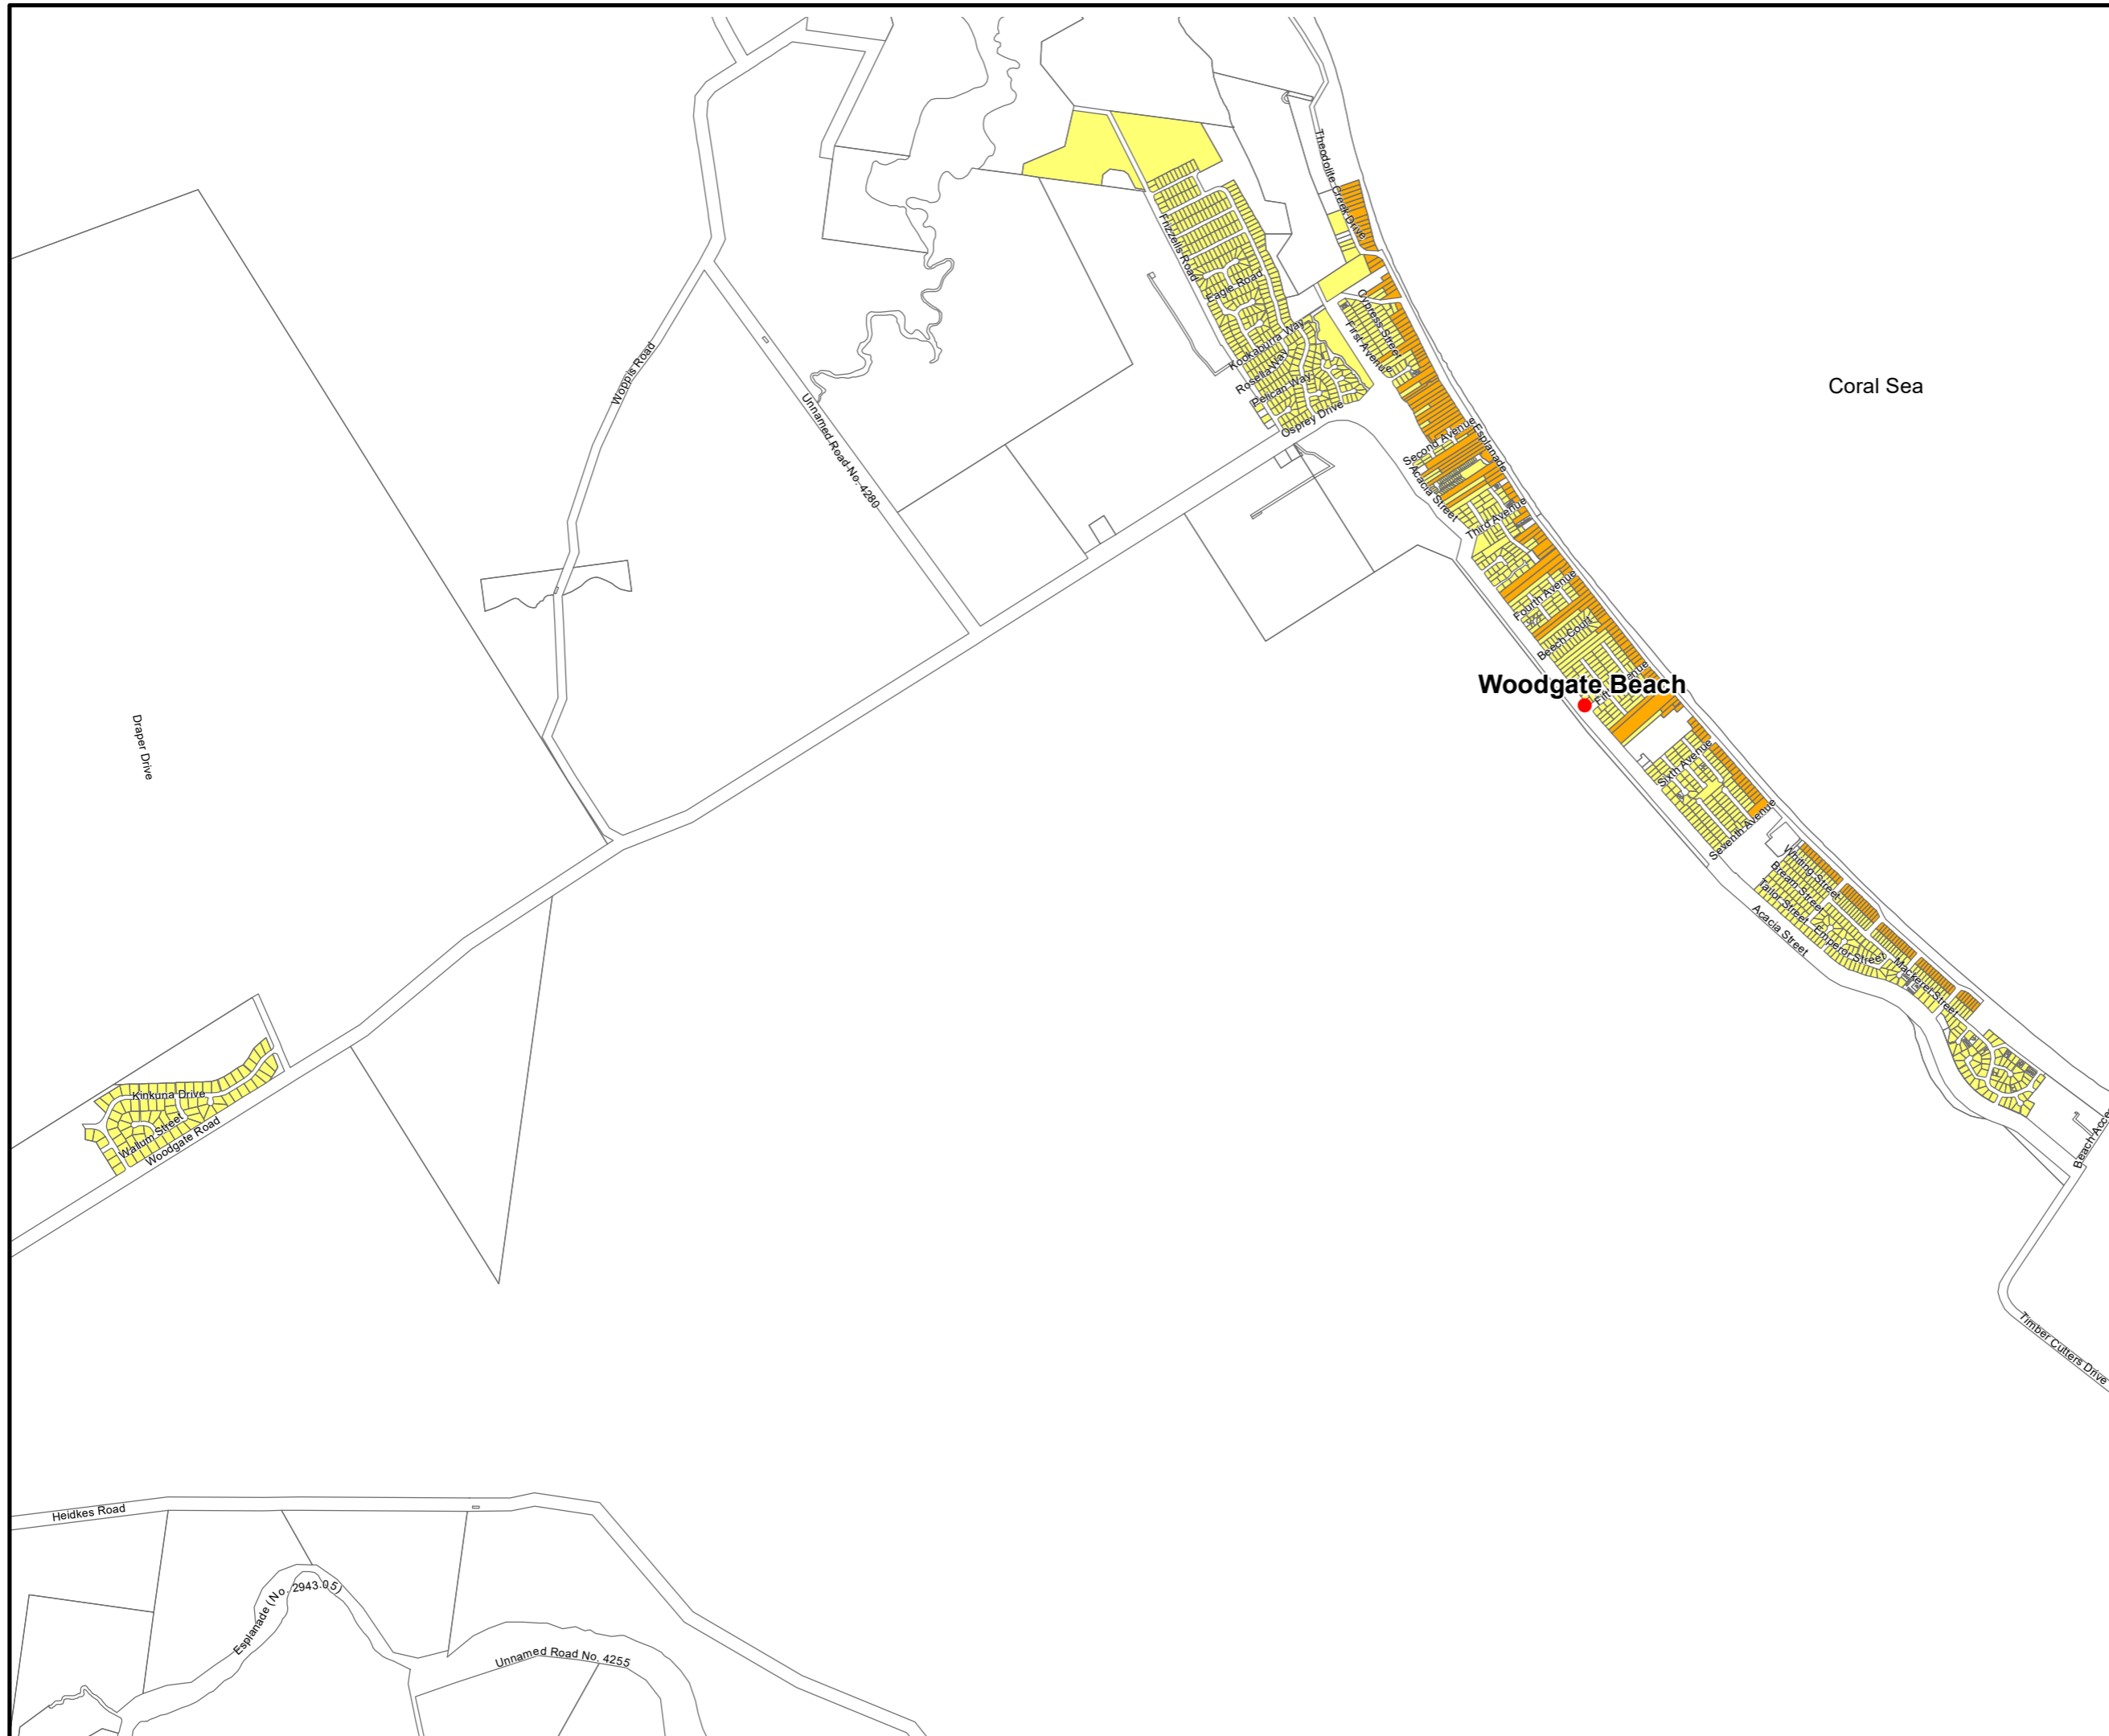 Theodolite Creek Drive
Frizzells Road
Eagle Road
Cypress Street
First Avenue
Kookaburra Way
Rosella Way
Pelican Way
Osprey Drive
Coral Sea
Woppis Road
Unnamed Road No. 4280
Second Avenue
Esplanade
Acacia Street
Third Avenue
Fourth Avenue
Beech Court
Woodgate Beach
Draper Drive
Sixth Avenue
Seventh Avenue
Whiting Street
Bream Street
Tailor Street
Acacia Street
Emperor Street
Mackerel Street
Kinkuna Drive
Wallum Street
Woodgate Road
Beach Acce
Timber Cutters Drive
Heidkes Road
Esplanade (No. 2943.05)
Unnamed Road No. 4255